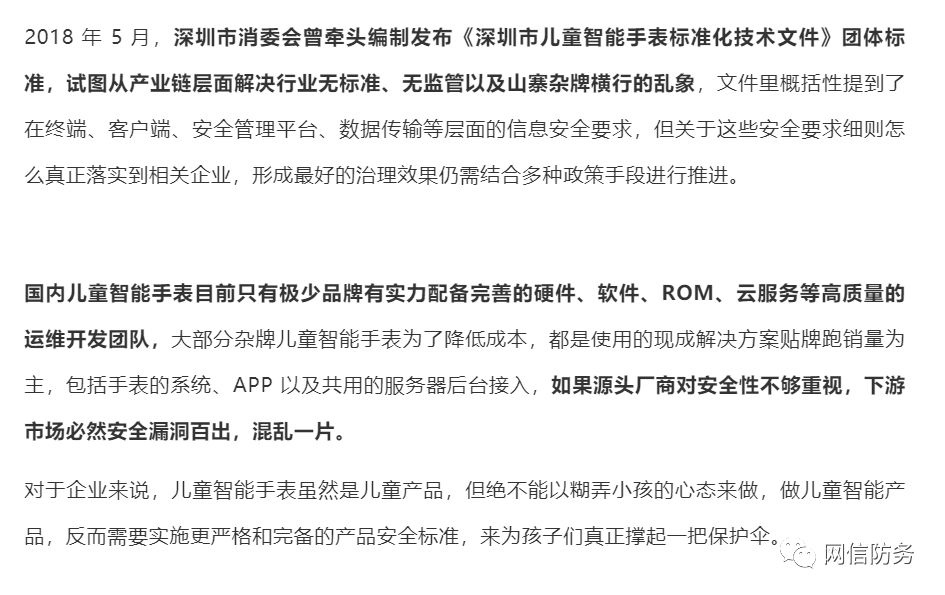 2018 年 5 月，深圳市消委会曾牵头编制发布《深圳市儿童智能手表标准化技术文件》团体标
准，试图从产业链层面解决行业无标准、无监管以及山寨杂牌横行的乱象，文件里概括性提到了
在终端、客户端、安全管理平台、数据传输等层面的信息安全要求，但关于这些安全要求细则怎
么真正落实到相关企业，形成最好的治理效果仍需结合多种政策手段进行推进。
国内儿童智能手表目前只有极少品牌有实力配备完善的硬件、软件、ROM、云服务等高质量的
运维开发团队，大部分杂牌儿童智能手表为了降低成本，都是使用的现成解决方案贴牌跑销量为
主，包括手表的系统、APP 以及共用的服务器后台接入，如果源头厂商对安全性不够重视，下游
市场必然安全漏洞百出，混乱一片。
对于企业来说，儿童智能手表虽然是儿童产品，但绝不能以糊弄小孩的心态来做，做儿童智能产
品，反而需要实施更严格和完备的产品安全标准，来为孩子们真正撑起一把保护伞。
网信防务